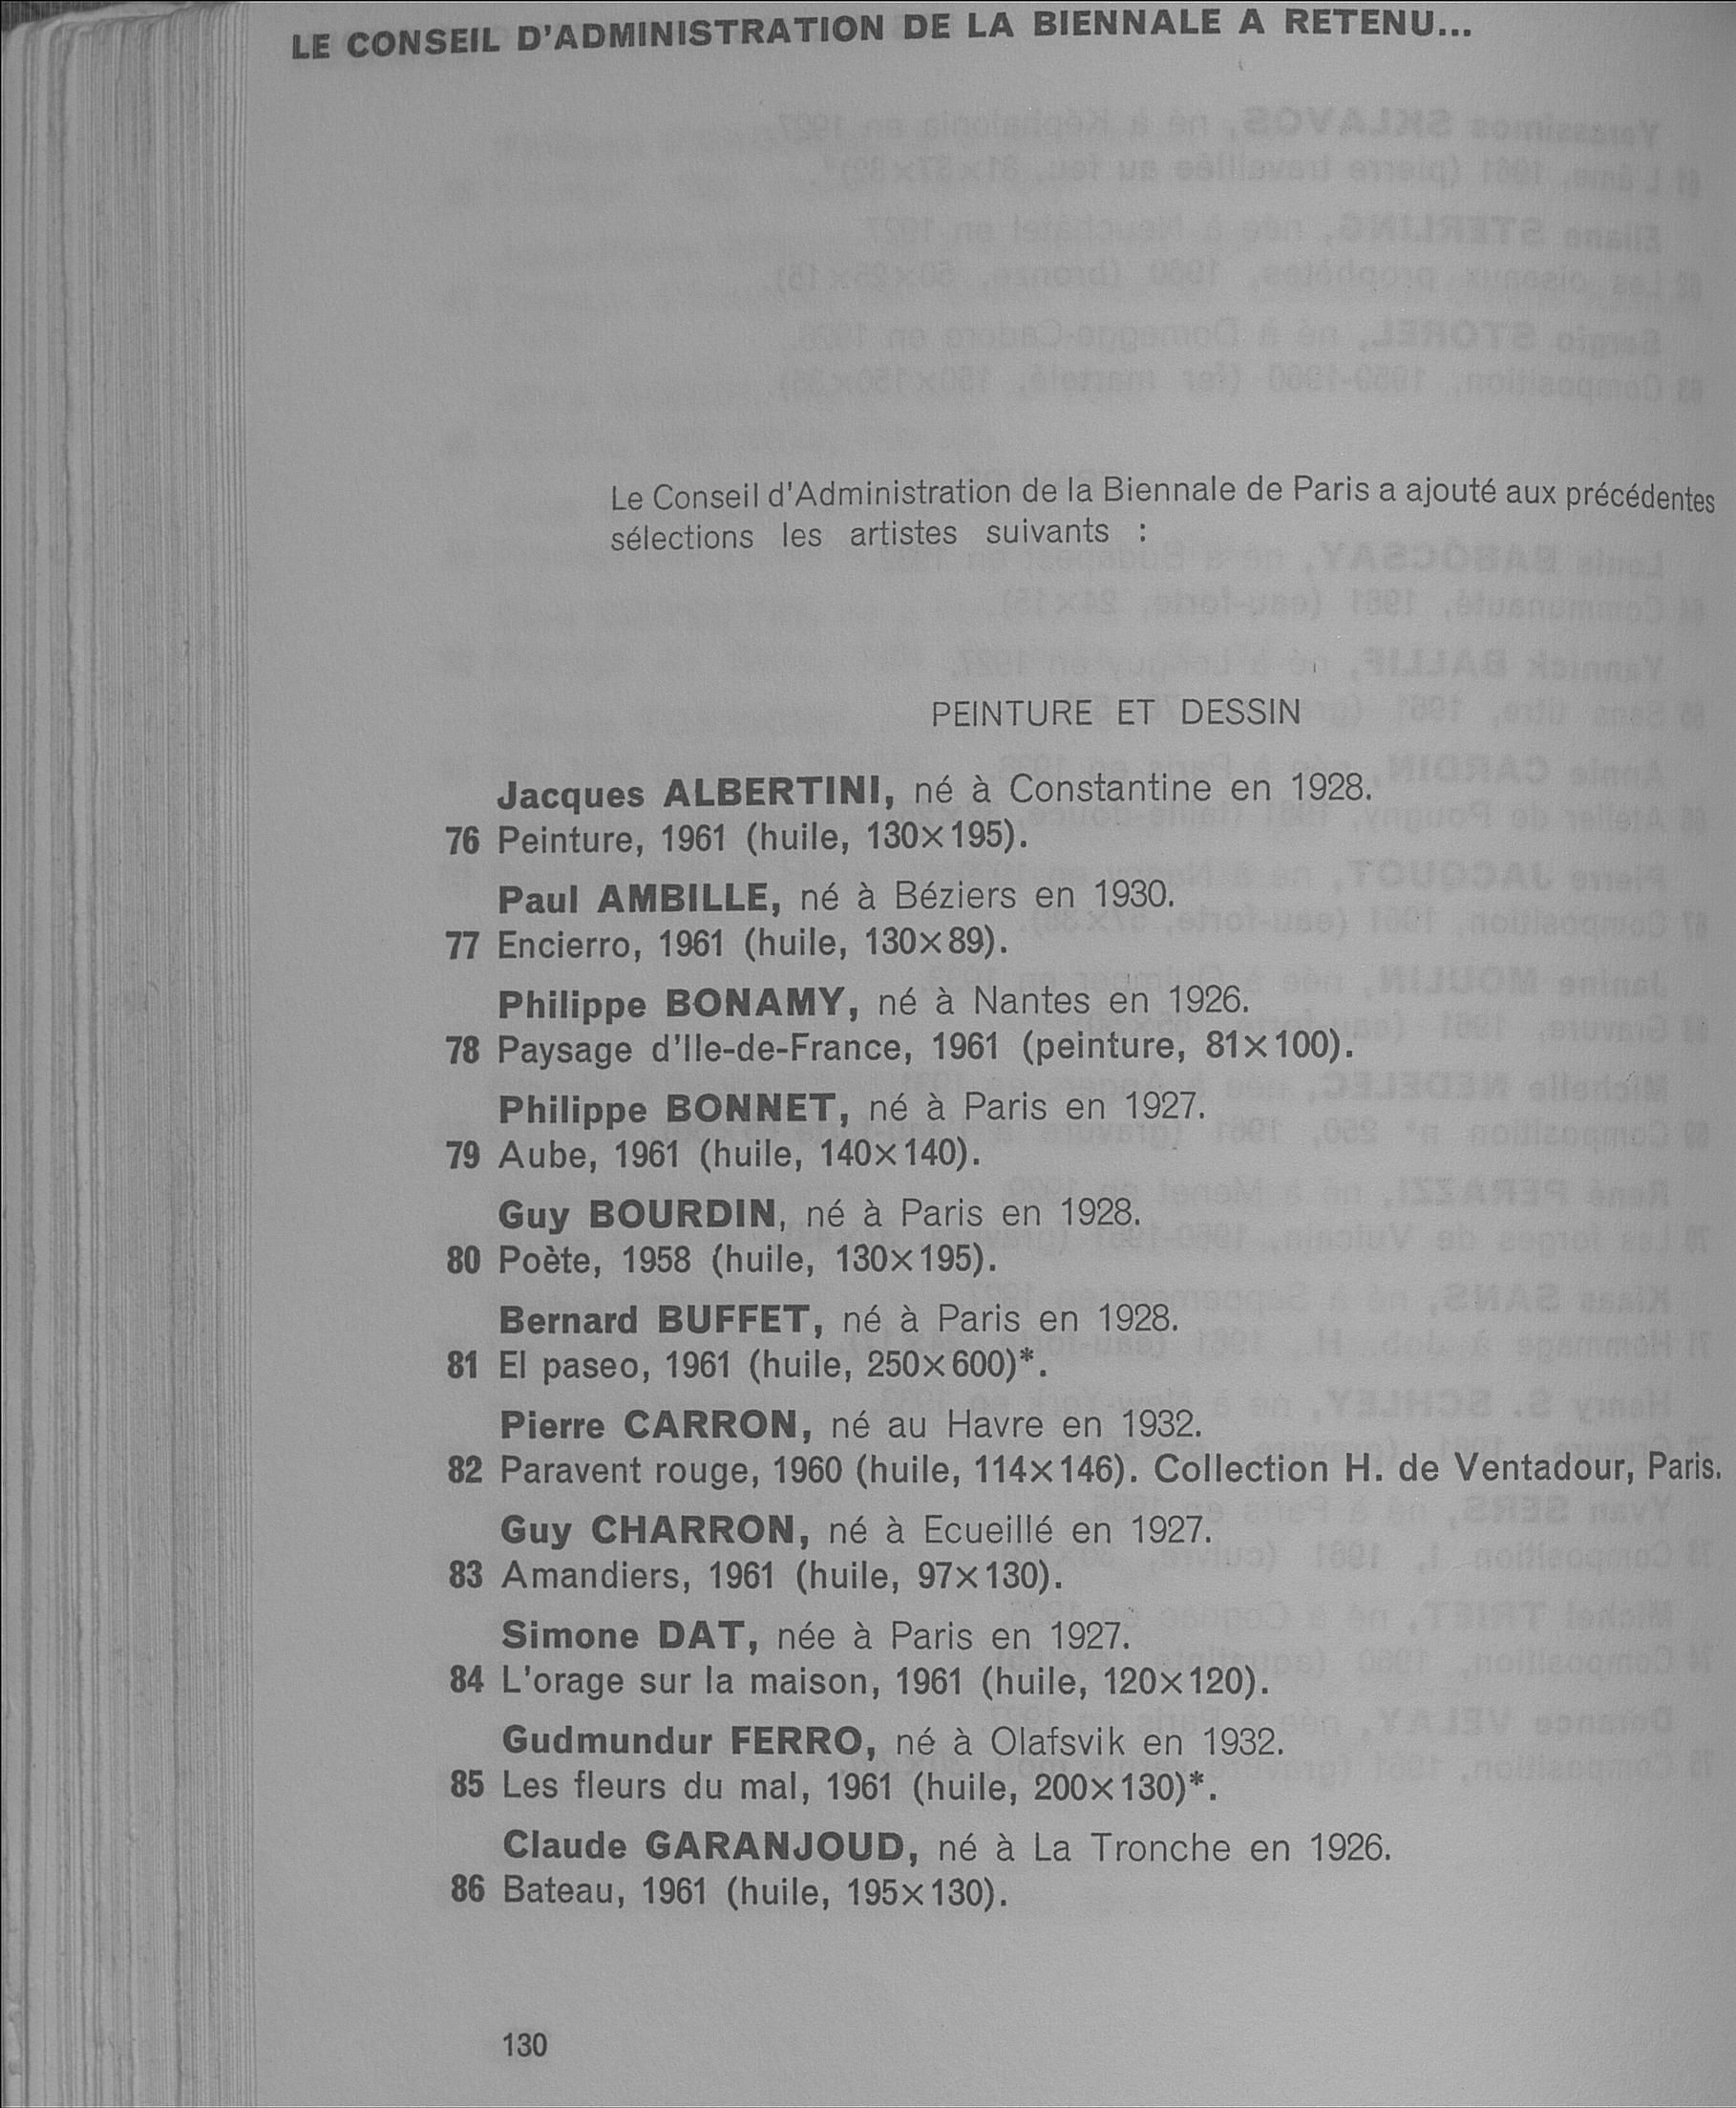 LE CONSEIL D'ADMINISTRATION DE LA BIENNALE A RETENU...
Le Conseil d'Administration de la Biennale de Paris a ajouté aux précédentes
sélections les artistes suivants :
PEINTURE ET DESSIN
Jacques ALBERTINI, né à Constantine en 1928.
76 Peinture, 1961 (huile, 130×195).
Paul AMBILLE, né à Béziers en 1930.
77 Encierro, 1961 (huile, 130×89).
Philippe BONAMY, né à Nantes en 1926.
78 Paysage d'Ile-de-France, 1961 (peinture, 81×100).
Philippe BONNET, né à Paris en 1927.
79 Aube, 1961 (huile, 140×140).
Guy BOURDIN, né à Paris en 1928.
80 Poète, 1958 (huile, 130×195).
Bernard BUFFET, né à Paris en 1928.
81 El paseo, 1961 (huile, 250×600)*.
Pierre CARRON, né au Havre en 1932.
82 Paravent rouge, 1960 (huile, 114×146). Collection H. de Ventadour, Paris.
Guy CHARRON, né à Ecueillé en 1927.
83 Amandiers, 1961 (huile, 97×130).
Simone DAT, née à Paris en 1927.
84 L'orage sur la maison, 1961 (huile, 120×120).
Gudmundur FERRO, né à Olafsvik en 1932.
85 Les fleurs du mal, 1961 (huile, 200×130)*.
Claude GARANJOUD, né à La Tronche en 1926.
86 Bateau, 1961 (huile, 195×130).
130